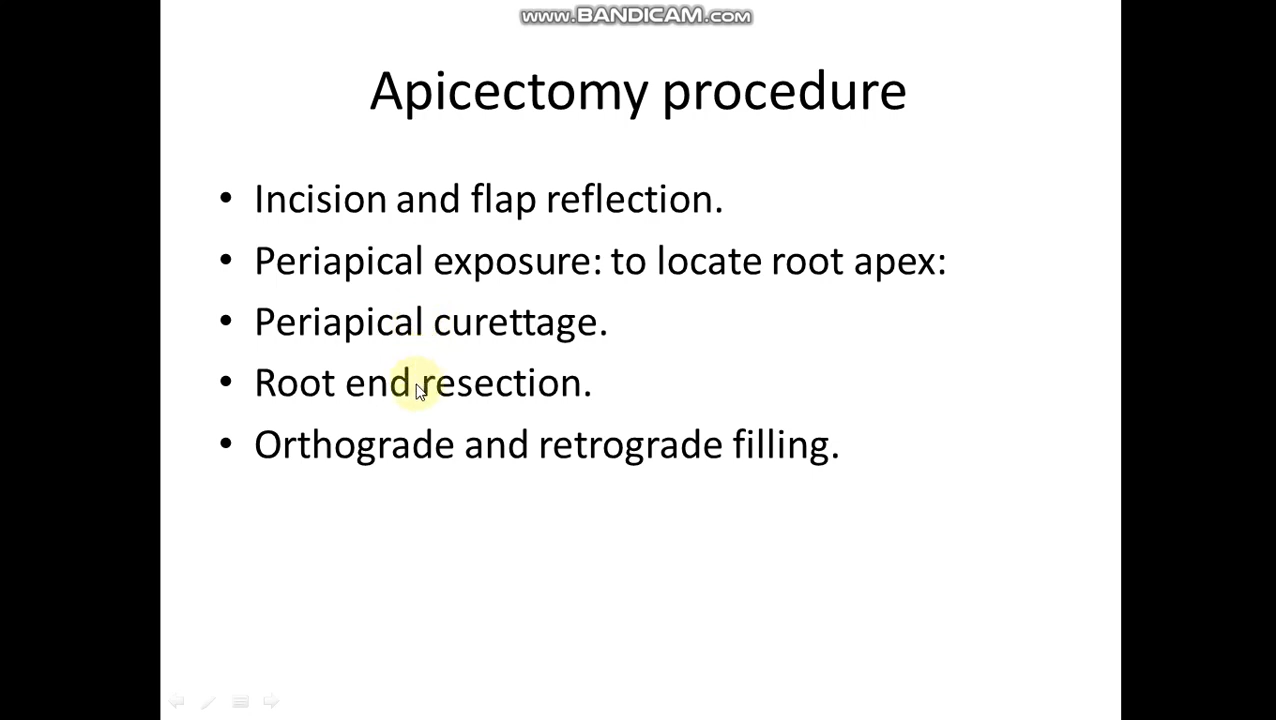 www.BANDICAM.com
Apicectomy procedure
• Incision and flap reflection.
• Periapical exposure: to locate root apex:
• Periapical curettage.
• Root end resection.
• Orthograde and retrograde filling.